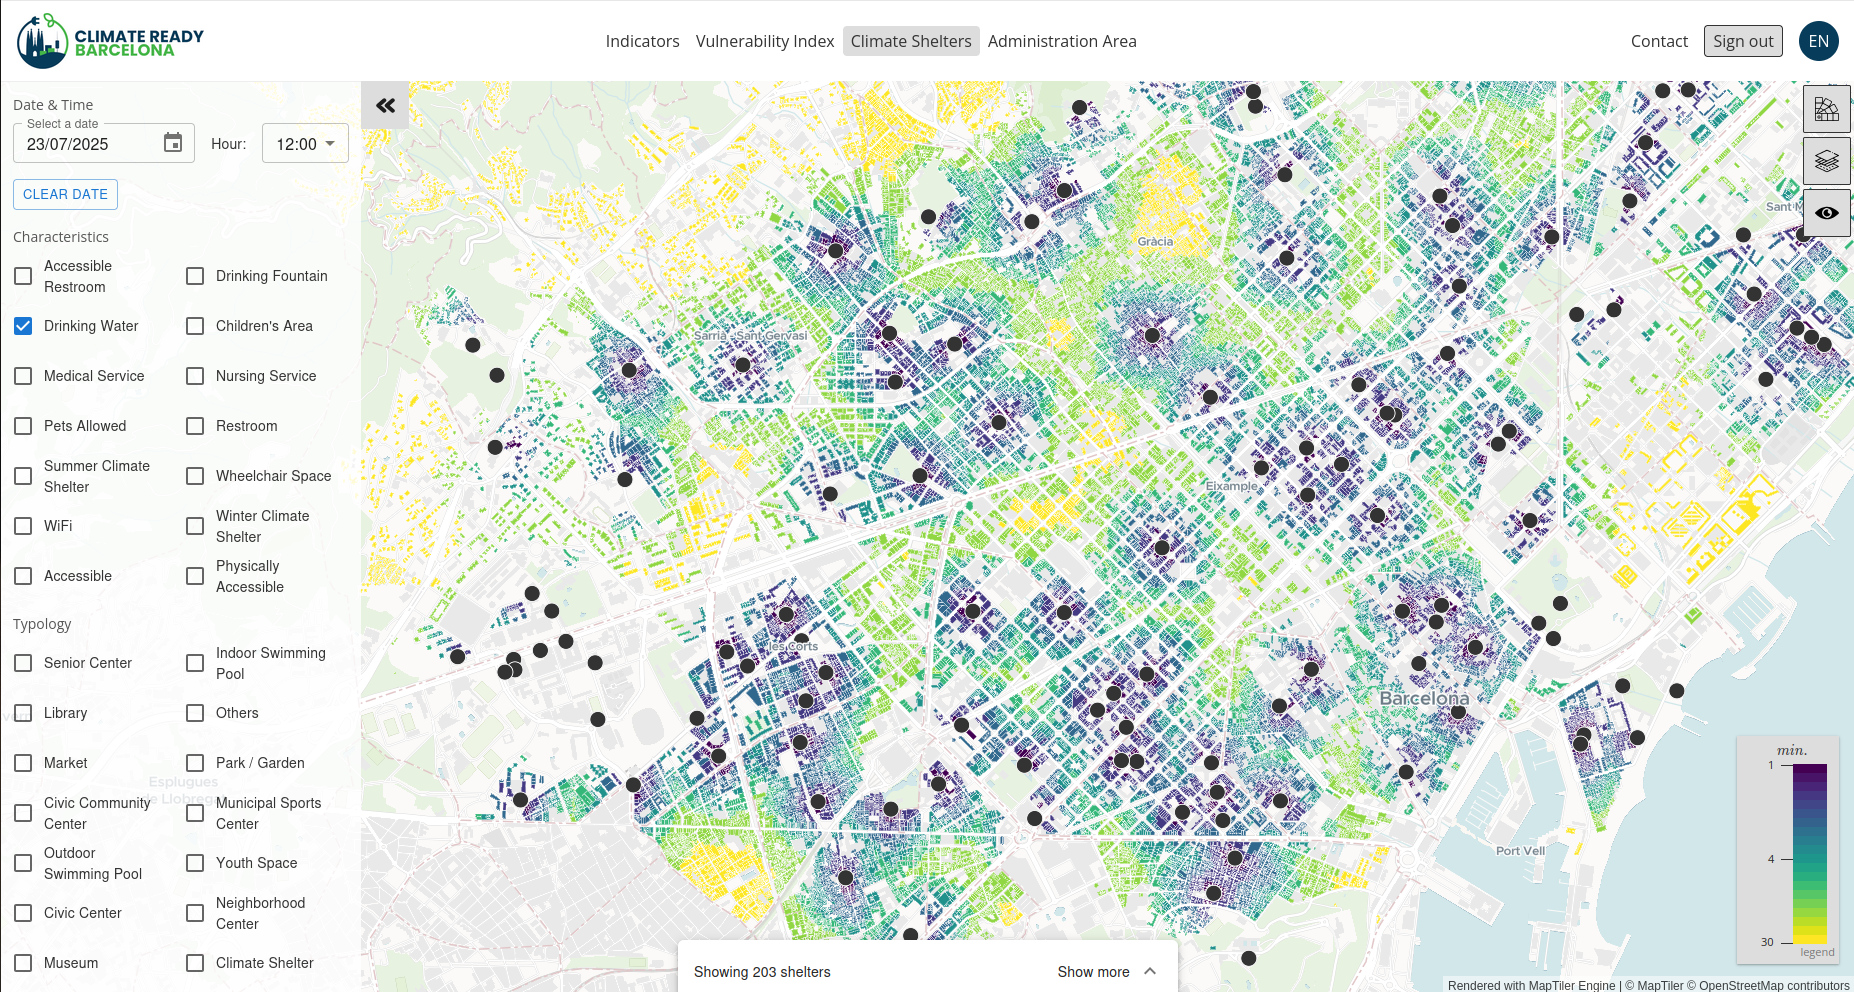 CLIMATE READY
BARCELONA
Indicators
Vulnerability Index
Climate Shelters
Administration Area
Contact
Sign out
EN
Date & Time
Select a date
23/07/2025
Hour:
12:00
CLEAR DATE
Characteristics
Accessible
Restroom
Drinking Fountain
Drinking Water
Children's Area
Medical Service
Nursing Service
Pets Allowed
Restroom
Summer Climate
Shelter
Wheelchair Space
WiFi
Winter Climate
Shelter
Accessible
Physically
Accessible
Typology
Senior Center
Indoor Swimming
Pool
Library
Others
Market
Park / Garden
Civic Community
Center
Municipal Sports
Center
Outdoor
Swimming Pool
Youth Space
Civic Center
Neighborhood
Center
Museum
Climate Shelter
Esplugues
de Llobreg
Gràcia
Sant M
Sarrià - Sant Gervasi
Eixample
les Corts
Barcelona
Port Vell
min.
1
4
30
legend
Showing 203 shelters
Show more
Rendered with MapTiler Engine | © MapTiler © OpenStreetMap contributors